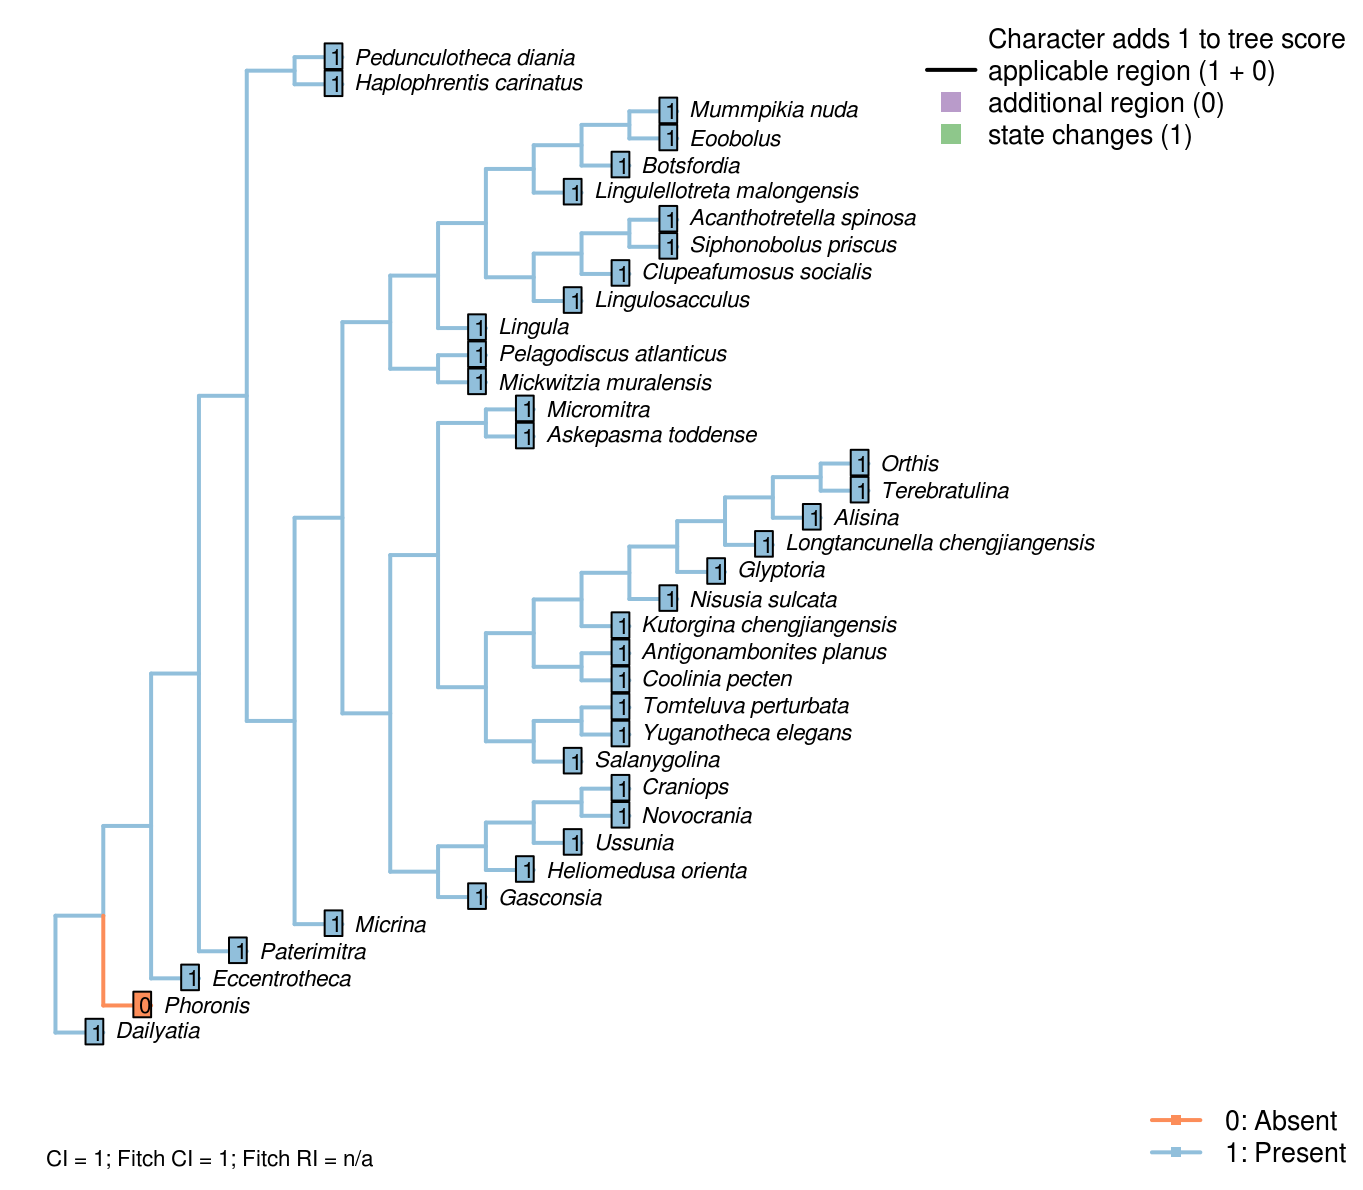 Character adds 1 to tree score
applicable region (1 + 0)
additional region (0)
state changes (1)
1 Pedunculotheca diania
1 Haplophrentis carinatus
1 Mummpikia nuda
1 Eoobolus
1 Botsfordia
1 Lingulellotreta malongensis
1 Acanthotretella spinosa
1 Siphonobolus priscus
1 Clupeafumosus socialis
1 Lingulosacculus
1 Lingula
1 Pelagodiscus atlanticus
1 Mickwitzia muralensis
1 Micromitra
1 Askepasma toddense
1 Orthis
1 Terebratulina
1 Alisina
1 Longtancunella chengjiangensis
1 Glyptoria
1 Nisusia sulcata
1 Kutorgina chengjiangensis
1 Antigonambonites planus
1 Coolinia pecten
1 Tomteluva perturbata
1 Yuganotheca elegans
1 Salanygolina
1 Craniops
1 Novocrania
1 Ussunia
1 Heliomedusa orienta
1 Gasconsia
1 Micrina
1 Paterimitra
1 Eccentrotheca
0 Phoronis
1 Dailyatia
0: Absent
1: Present
CI = 1; Fitch CI = 1; Fitch RI = n/a